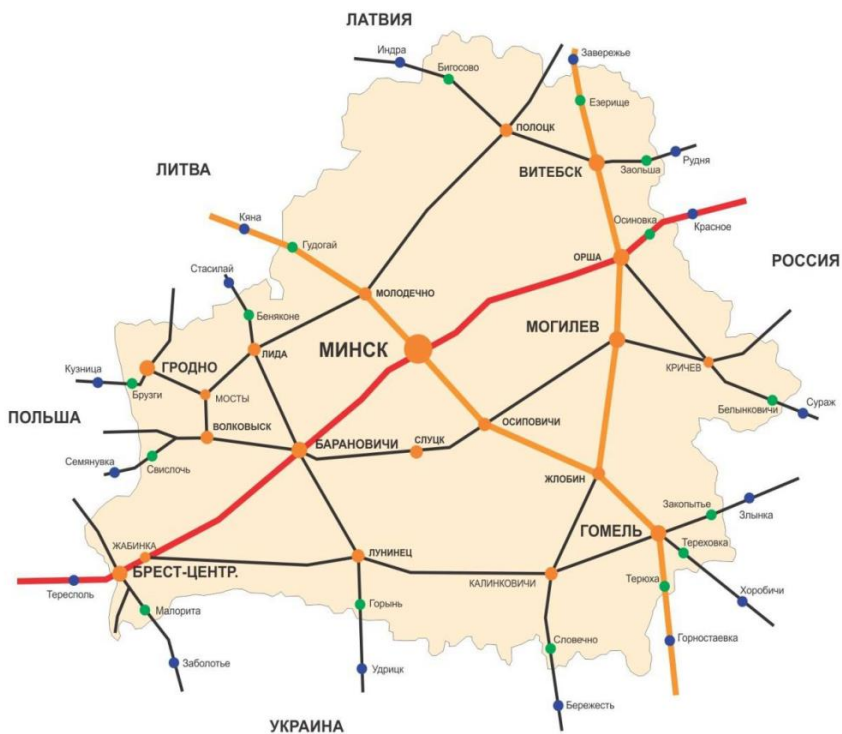 ЛАТВИЯ
Индра
Бигосово
Завережье
Езерище
ПОЛОЦК
ВИТЕБСК
Заольша
Рудня
ЛИТВА
Кяна
Гудогай
Осиновка
Красное
ОРША
РОССИЯ
Стасилай
МОЛОДЕЧНО
Беняконе
МОГИЛЕВ
МИНСК
ЛИДА
Кузница
ГРОДНО
Брузги
МОСТЫ
КРИЧЕВ
Белынковичи
Сураж
ПОЛЬША
ВОЛКОВЫСК
БАРАНОВИЧИ
СЛУЦК
ОСИПОВИЧИ
Семянувка
Свислочь
ЖЛОБИН
Закопытье
Злынка
ГОМЕЛЬ
Тереховка
ЖАБИНКА
ЛУНИНЕЦ
БРЕСТ-ЦЕНТР.
КАЛИНКОВИЧИ
Терюха
Хоробичи
Тересполь
Малорита
Горынь
Словечно
Горностаевка
Заболотье
Удрицк
Бережесть
УКРАИНА